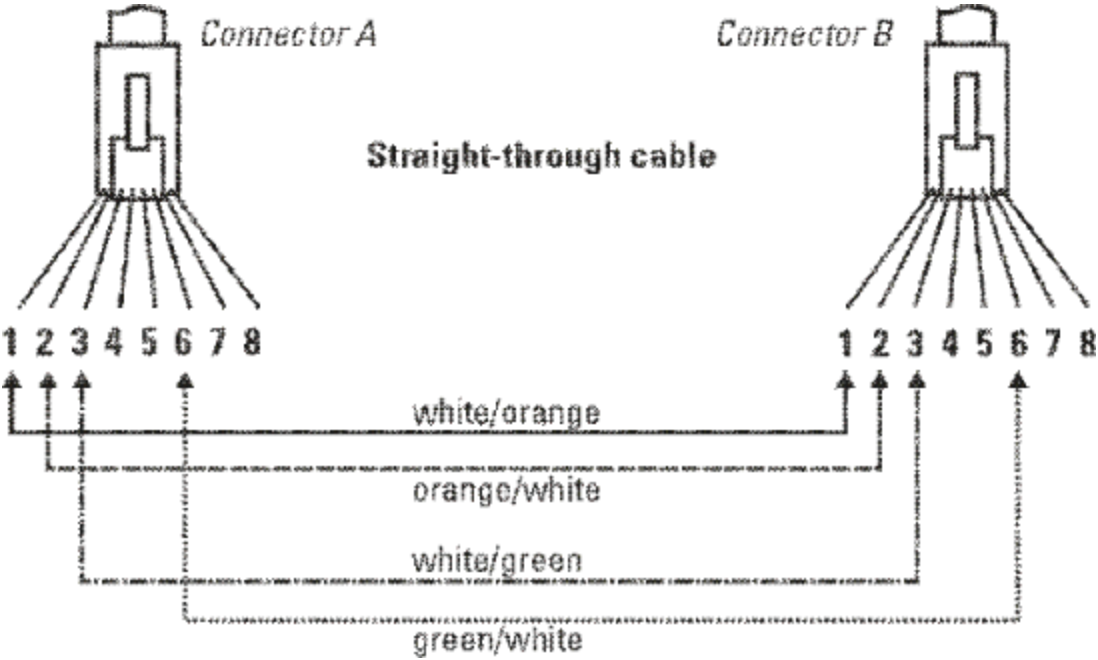 Connector A Connector B
Straight-through cable
1 2 3 4 5 6 7 8 1 2 3 4 5 6 7 8
white/orange
orange/white
white/green
green/white